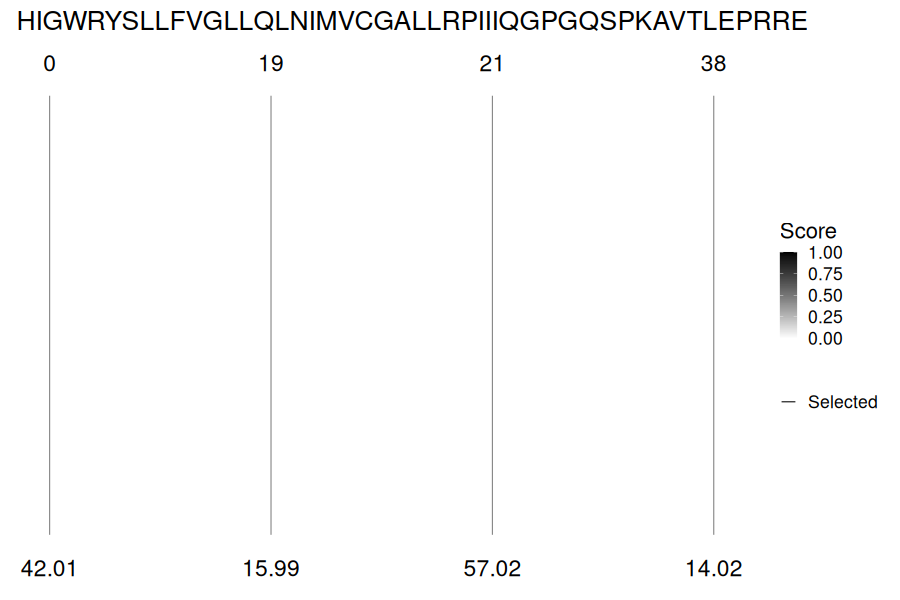 HIGWRYSLLFVGLLQLNIMVCGALLRPIIIQGPGQSPKAVTLEPRRE
0 19 21 38
Score
1.00
0.75
0.50
0.25
0.00
Selected
42.01 15.99 57.02 14.02